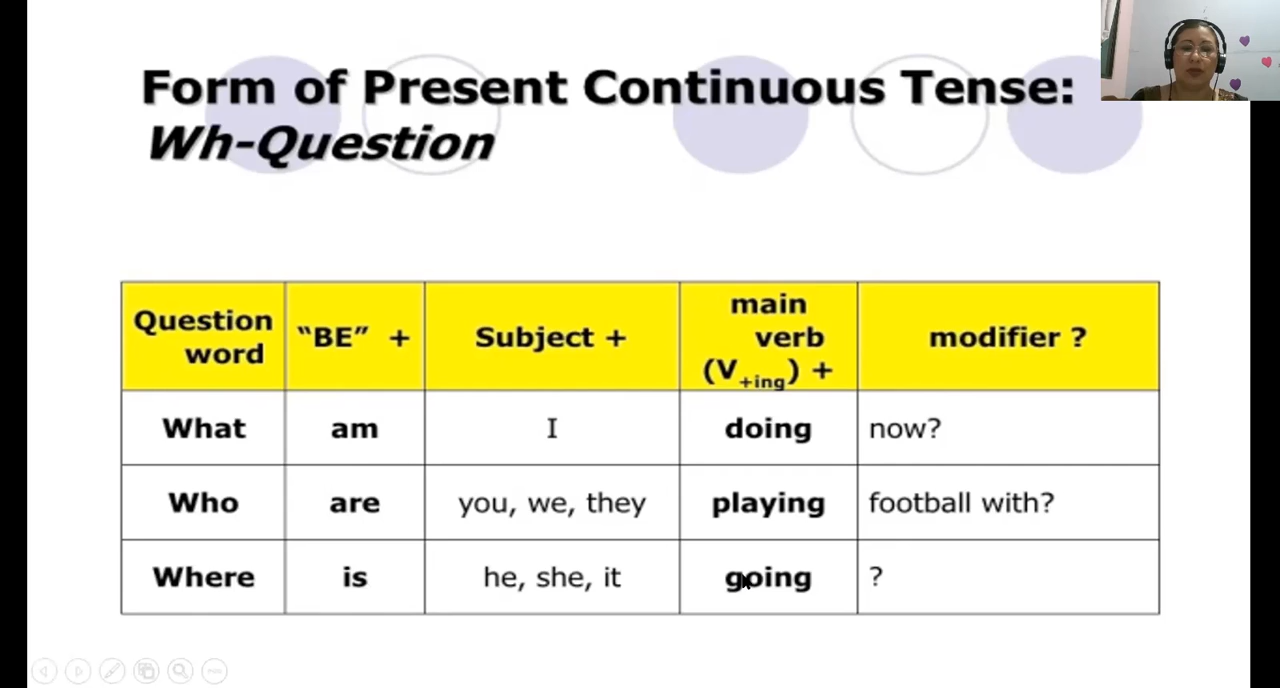 Form of Present Continuous Tense:
Wh-Question
Question word
“BE” +
Subject +
main verb (V+ing) +
modifier ?
What am I doing now?
Who are you, we, they playing football with?
Where is he, she, it going ?